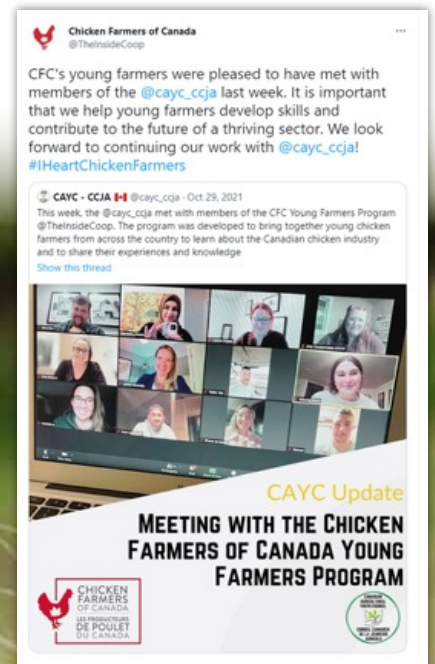 Chicken Farmers of Canada
@TheInsideCoop
CFC's young farmers were pleased to have met with
members of the @cayc_ccja last week. It is important
that we help young farmers develop skills and
contribute to the future of a thriving sector. We look
forward to continuing our work with @cayc_ccja!
#IHeartChickenFarmers
CAYC - CCJA @cayc_ccja · Oct 29, 2021
This week, the @cayc_ccja met with members of the CFC Young Farmers Program
@TheInsideCoop. The program was developed to bring together young chicken
farmers from across the country to learn about the Canadian chicken industry
and to share their experiences and knowledge
Show this thread
CAYC Update
MEETING WITH THE CHICKEN
FARMERS OF CANADA YOUNG
FARMERS PROGRAM
CHICKEN
FARMERS
OF CANADA
LES PRODUCTEURS
DE POULET
DU CANADA